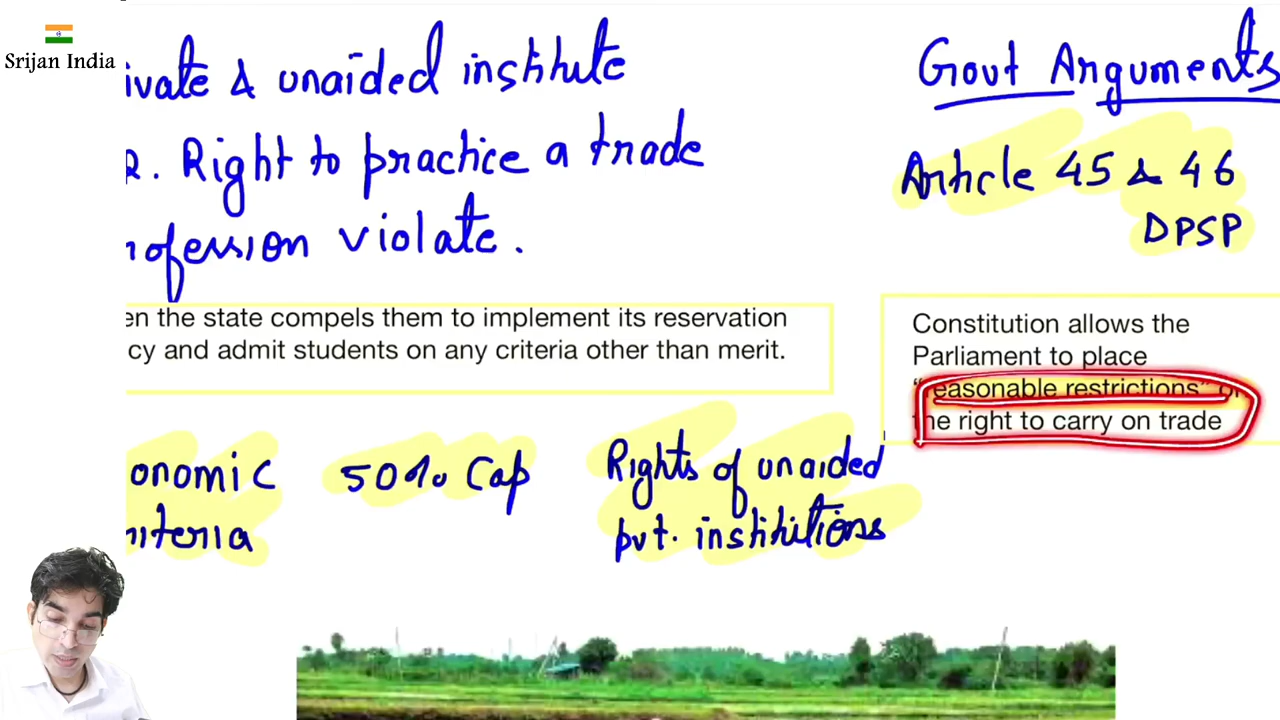 Srijan India
ivate & unaided institute
2. Right to practice a trade
rofession violate.
en the state compels them to implement its reservation
cy and admit students on any criteria other than merit.
onomic
riteria
50% Cap
Rights of unaided
pvt. institutions
Govt Arguments
Article 45 & 46
DPSP
Constitution allows the
Parliament to place
“reasonable restrictions” on
the right to carry on trade